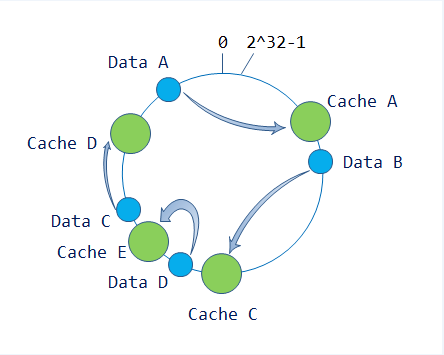 0 2^32-1
Data A
Cache A
Cache D
Data B
Data C
Cache E
Data D
Cache C